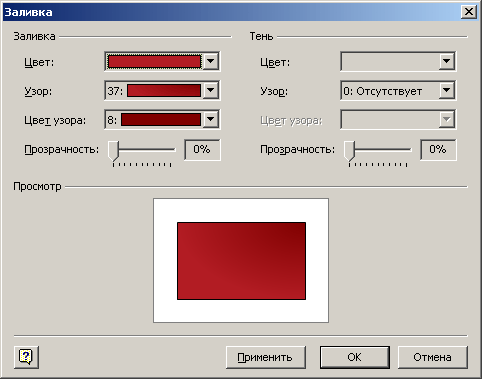 Заливка
Заливка
Тень
Цвет:
Цвет:
Узор: 37:
Узор: 0: Отсутствует
Цвет узора: 8:
Цвет узора:
Прозрачность: 0%
Прозрачность: 0%
Просмотр
?
Применить
OK
Отмена